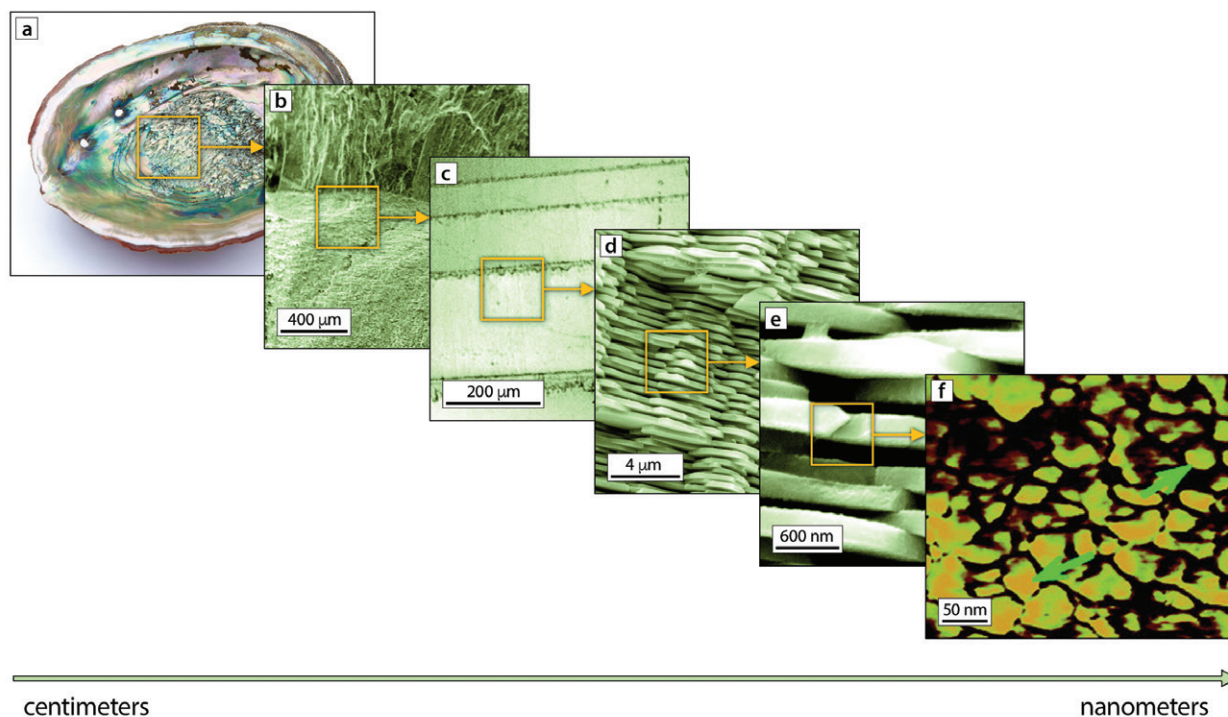 a
b
400 µm
c
200 µm
d
4 µm
e
600 nm
f
50 nm
centimeters
nanometers